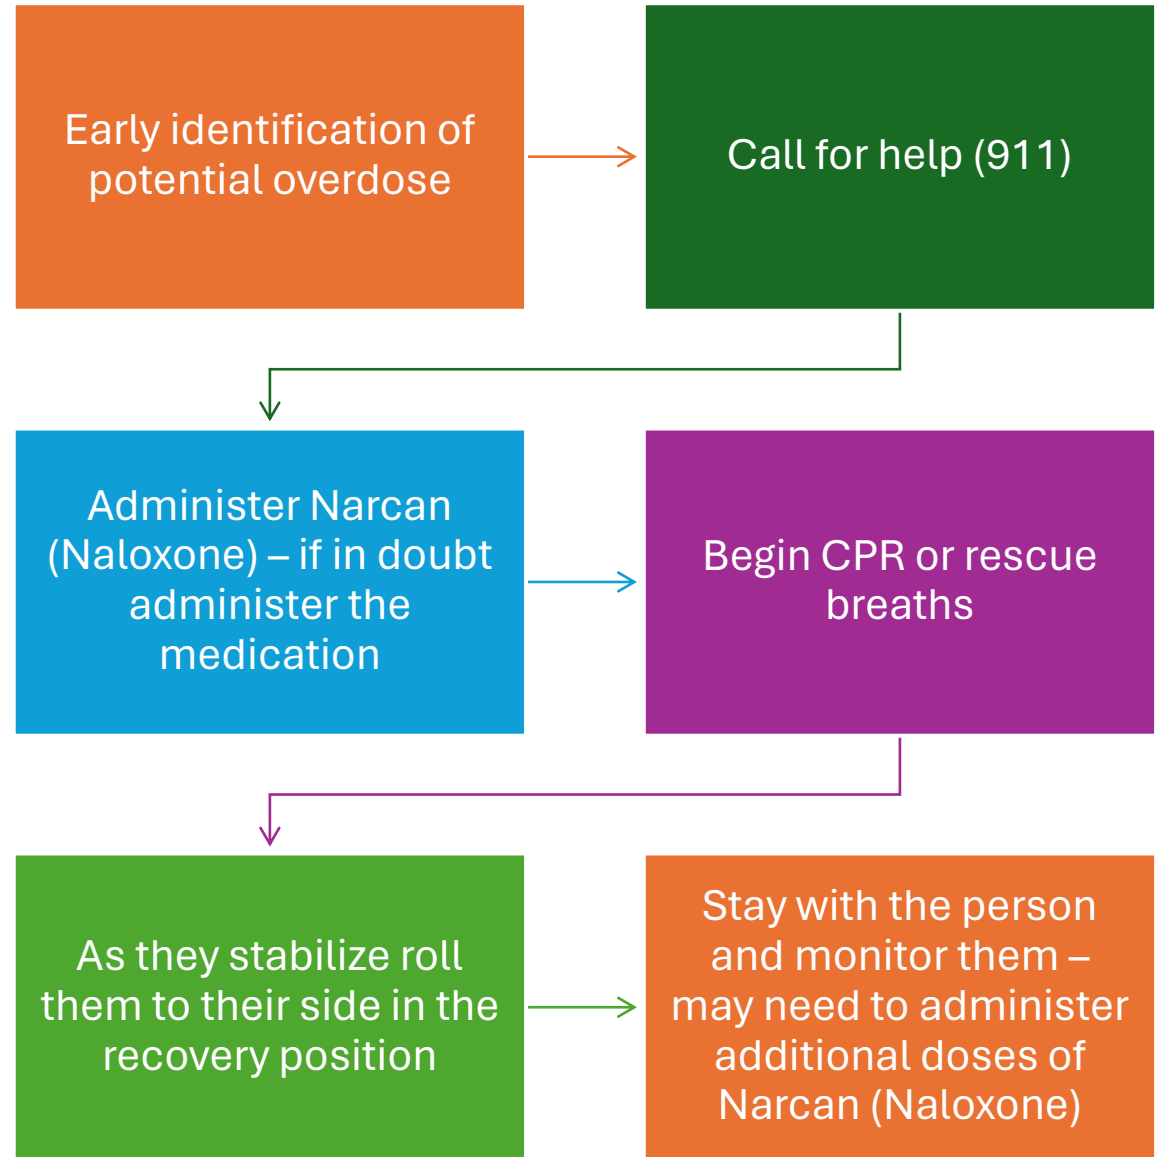 Early identification of
potential overdose
Call for help (911)
Administer Narcan
(Naloxone) – if in doubt
administer the
medication
Begin CPR or rescue
breaths
As they stabilize roll
them to their side in the
recovery position
Stay with the person
and monitor them –
may need to administer
additional doses of
Narcan (Naloxone)